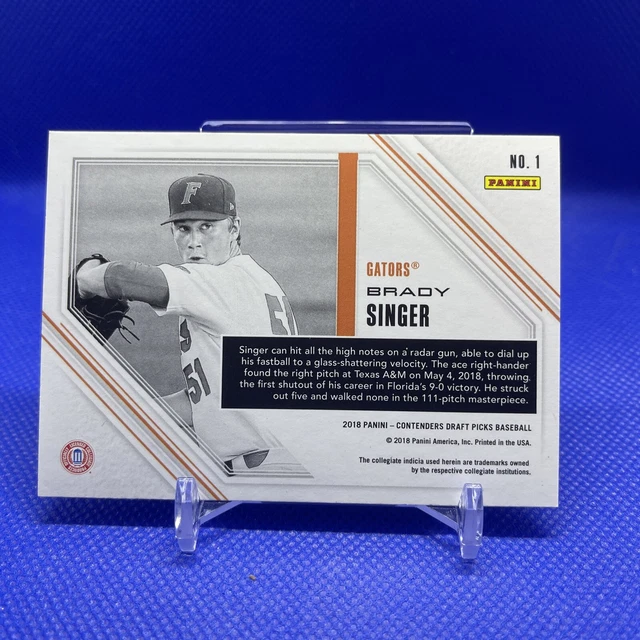 NO. 1
PANINI
F
GATORS®
BRADY
SINGER
51
51
Singer can hit all the high notes on a radar gun, able to dial up
his fastball to a glass-shattering velocity. The ace right-hander
found the right pitch at Texas A&M on May 4, 2018, throwing
the first shutout of his career in Florida's 9-0 victory. He struck
out five and walked none in the 111-pitch masterpiece.
2018 PANINI – CONTENDERS DRAFT PICKS BASEBALL
© 2018 Panini America, Inc. Printed in the USA.
The collegiate indicia used herein are trademarks owned
by the respective collegiate institutions.